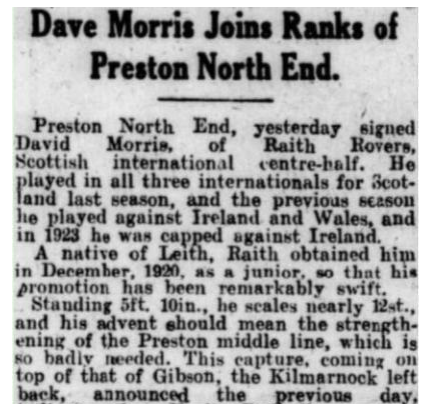 Dave Morris Joins Ranks of
Preston North End.
Preston North End, yesterday signed
David Morris, of Raith Rovers,
Scottish international centre-half. He
played in all three internationals for Scot-
land last season, and the previous season
he played against Ireland and Wales, and
in 1923 he was capped against Ireland.
A native of Leith, Raith obtained him
in December, 1920, as a junior, so that his
promotion has been remarkably swift.
Standing 5ft. 10in., he scales nearly 12st.,
and his advent should mean the strength-
ening of the Preston middle line, which is
so badly needed. This capture, coming on
top of that of Gibson, the Kilmarnock left
back, announced the previous day,